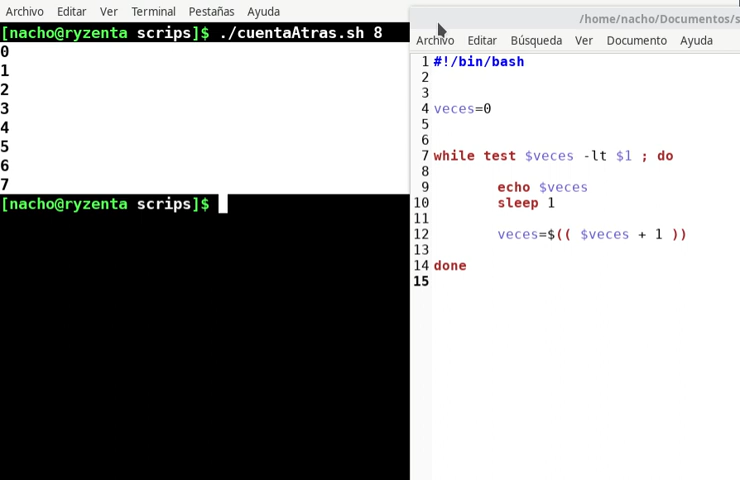 Archivo Editar Ver Terminal Pestañas Ayuda
[nacho@ryzenta scrips]$ ./cuentaAtras.sh 8
0
1
2
3
4
5
6
7
[nacho@ryzenta scrips]$
/home/nacho/Documentos/s
Archivo Editar Búsqueda Ver Documento Ayuda
1 #!/bin/bash
2
3
4 veces=0
5
6
7 while test $veces -lt $1 ; do
8
9 echo $veces
10 sleep 1
11
12 veces=$(( $veces + 1 ))
13
14 done
15